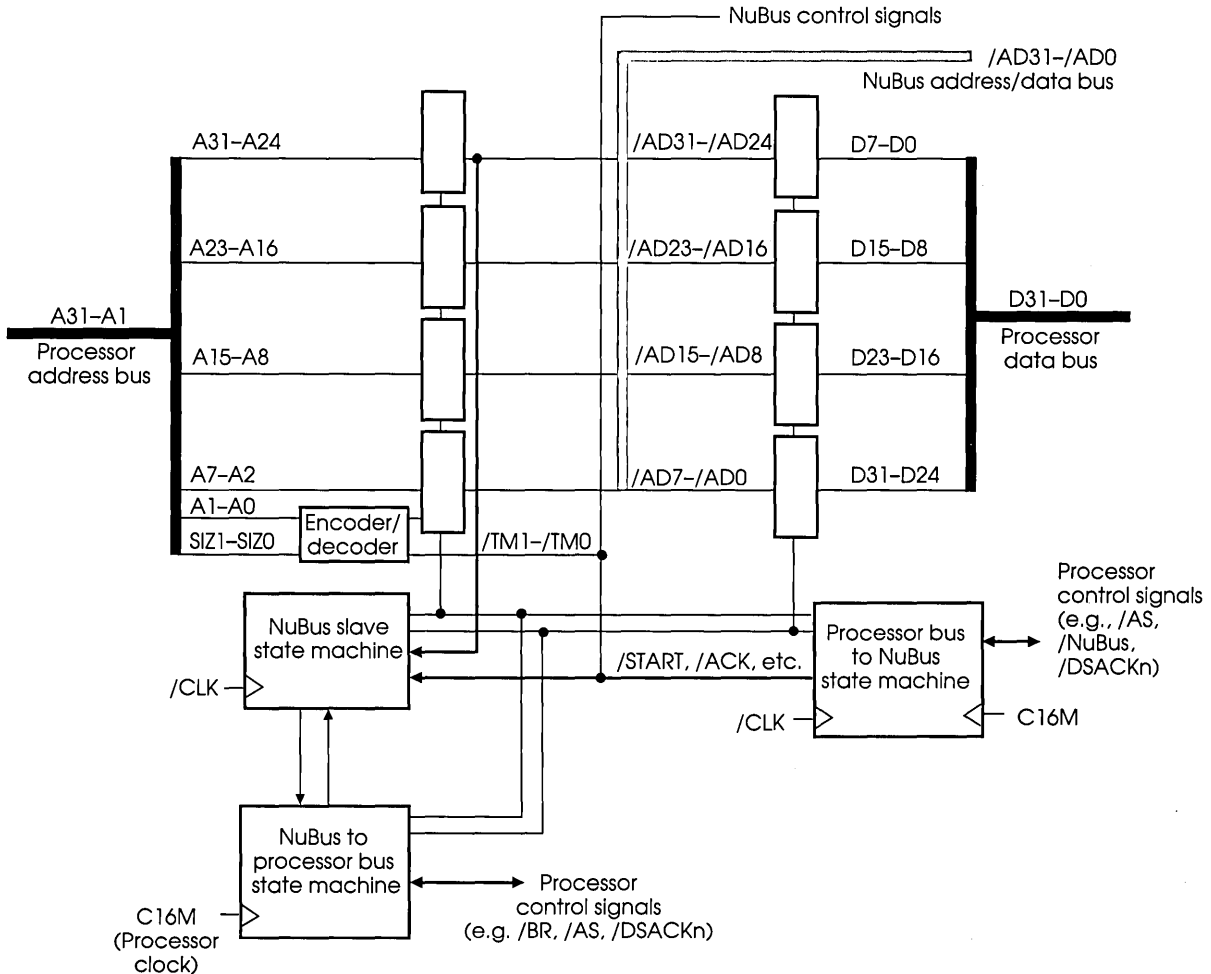 NuBus control signals
/AD31–/AD0
NuBus address/data bus
A31–A24
/AD31–/AD24
D7–D0
A23–A16
/AD23–/AD16
D15–D8
A31–A1
Processor
address bus
D31–D0
Processor
data bus
A15–A8
/AD15–/AD8
D23–D16
A7–A2
/AD7–/AD0
D31–D24
A1–A0
SIZ1–SIZ0
Encoder/
decoder
/TM1–/TM0
NuBus slave
state machine
/CLK
/START, /ACK, etc.
Processor bus
to NuBus
state machine
/CLK
C16M
Processor
control signals
(e.g., /AS,
/NuBus,
/DSACKn)
NuBus to
processor bus
state machine
C16M
(Processor
clock)
Processor
control signals
(e.g. /BR, /AS, /DSACKn)